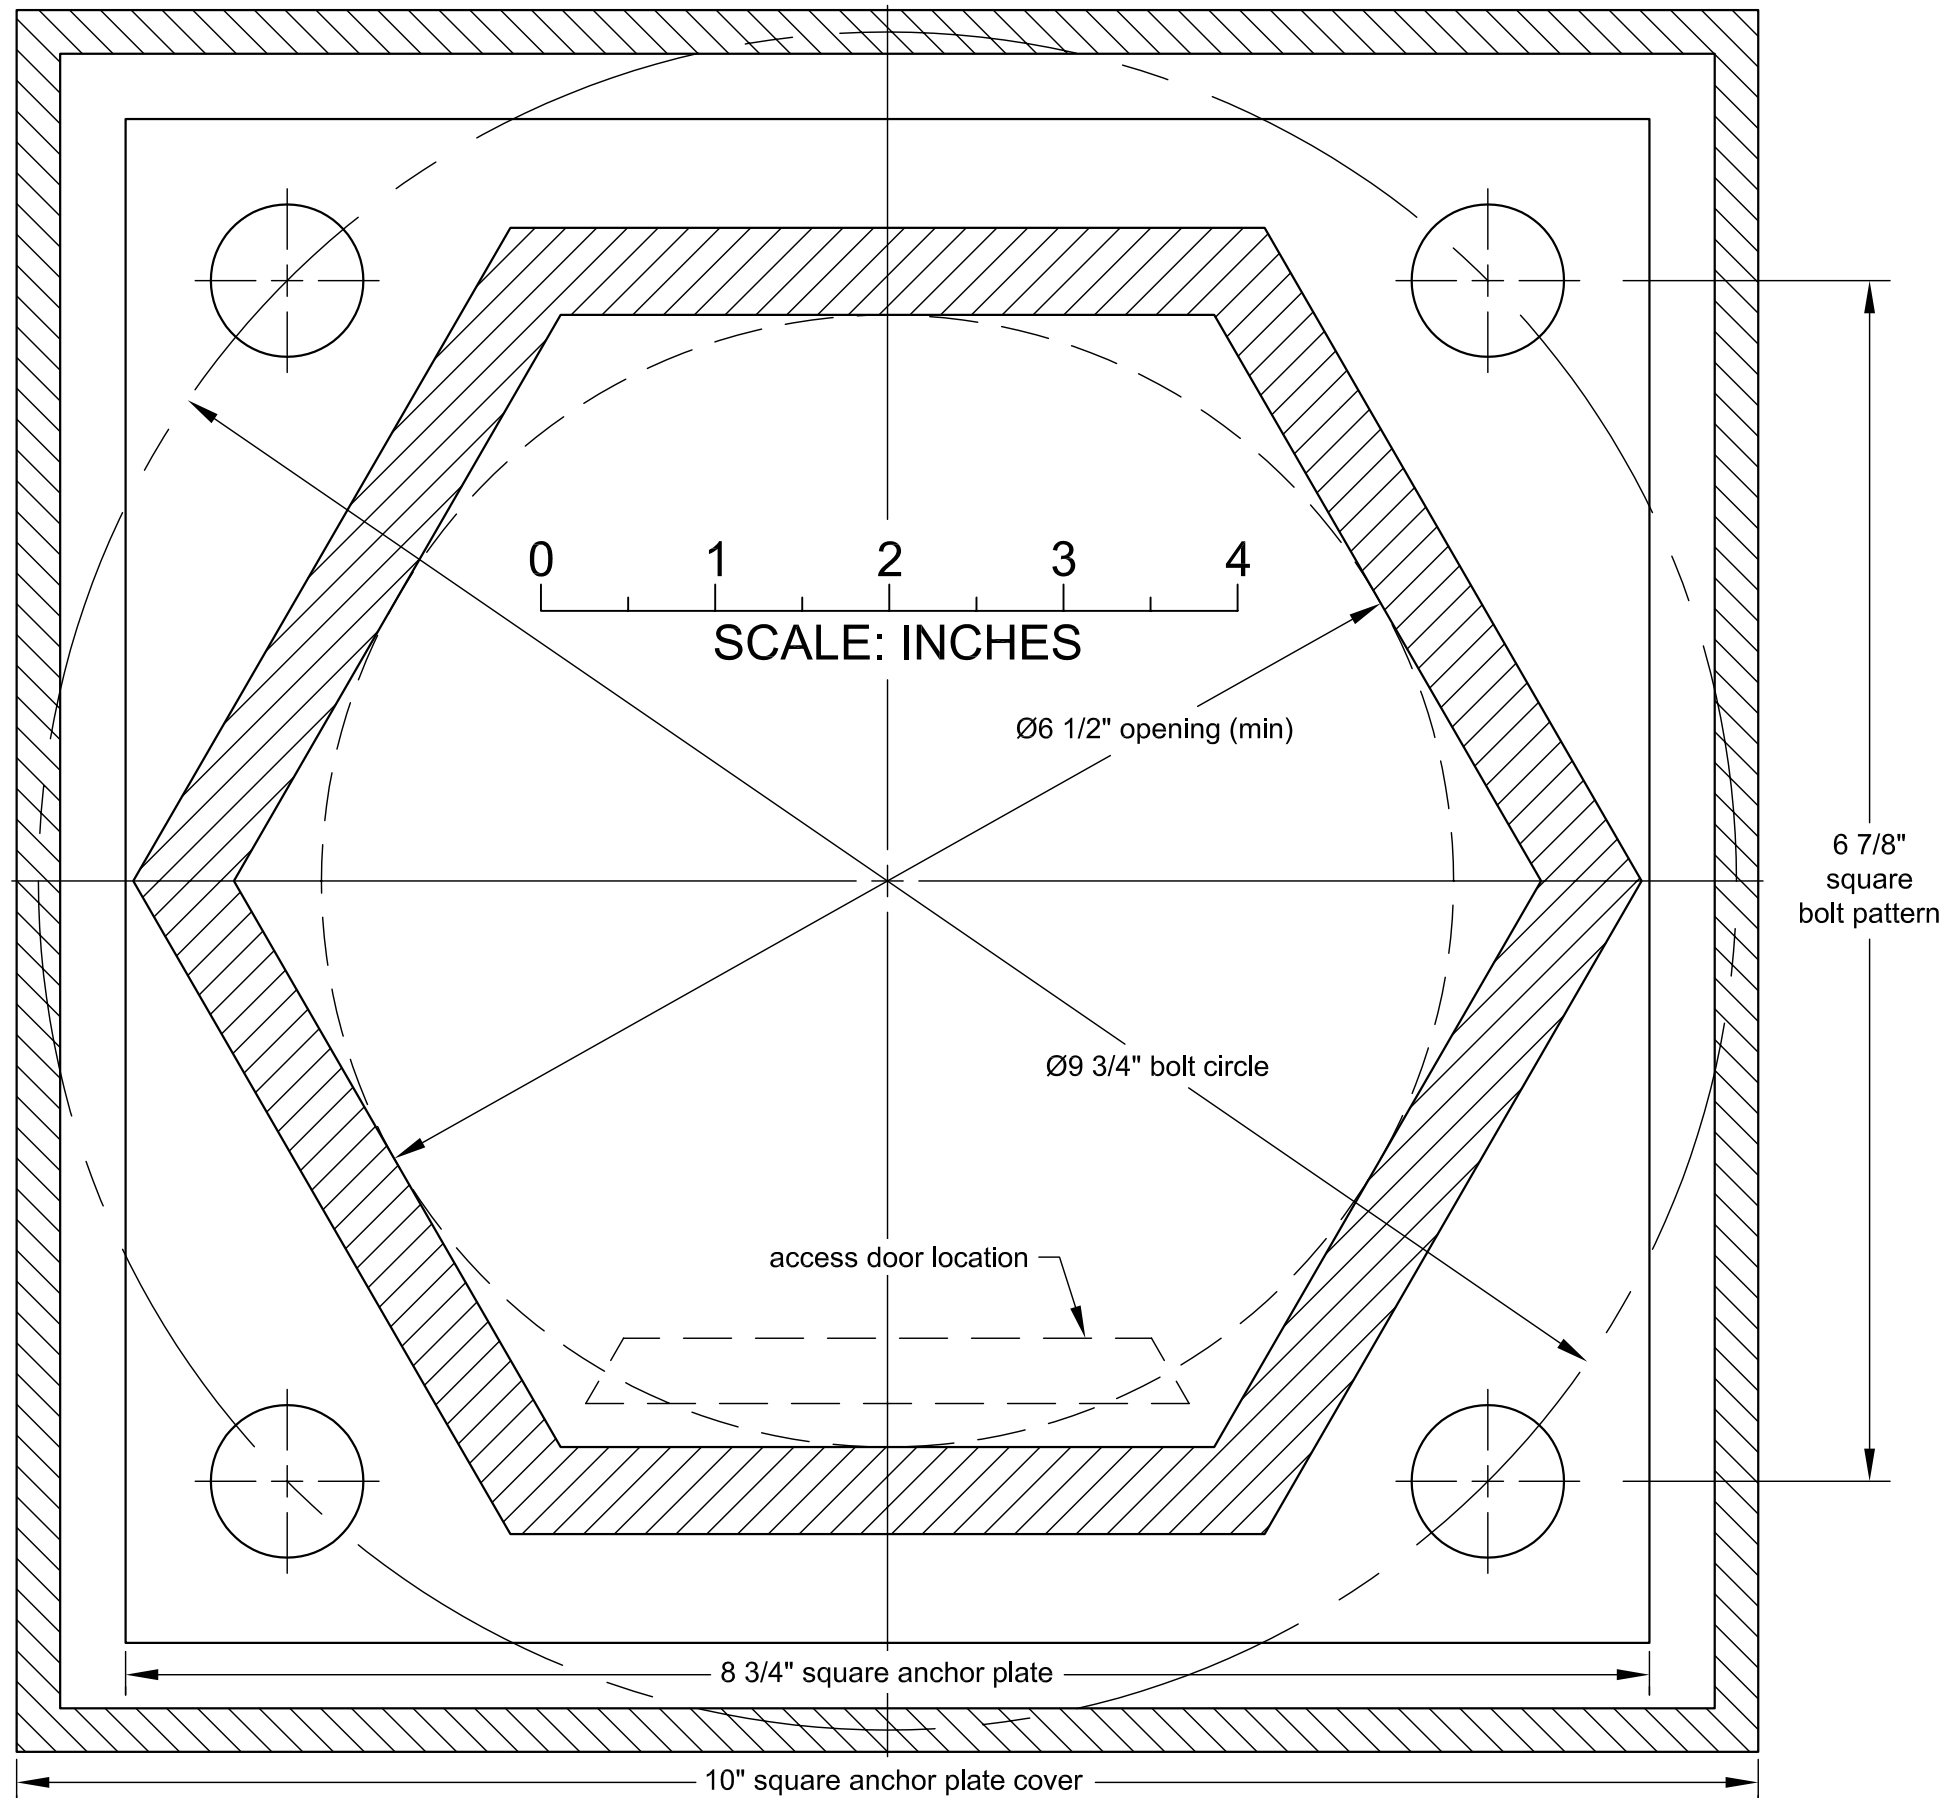 0 1 2 3 4
SCALE: INCHES
Ø6 1/2" opening (min)
6 7/8"
square
bolt pattern
Ø9 3/4" bolt circle
access door location
8 3/4" square anchor plate
10" square anchor plate cover